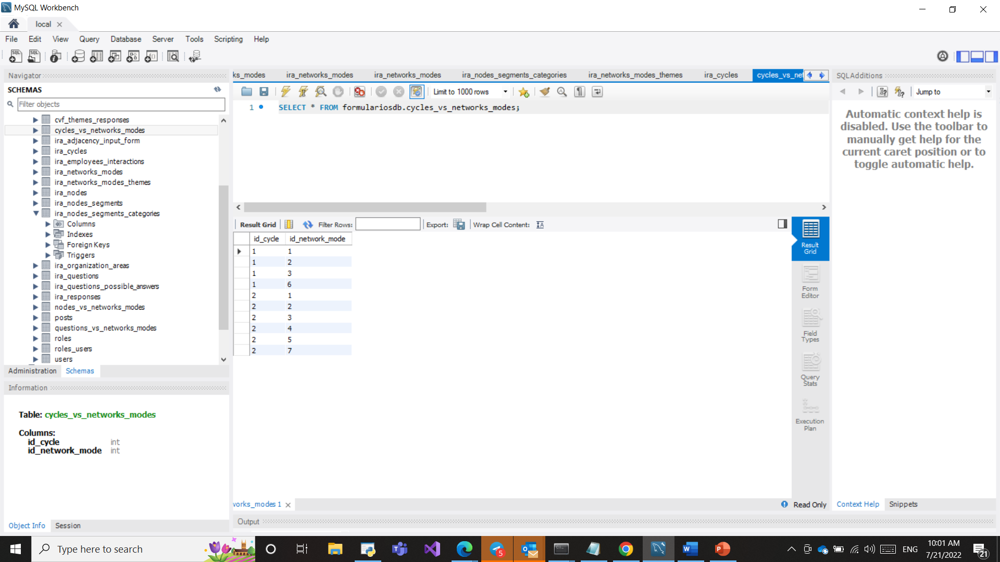 MySQL Workbench
local
File Edit View Query Database Server Tools Scripting Help
Navigator
SCHEMAS
Filter objects
cvf_themes_responses
cycles_vs_networks_modes
ira_adjacency_input_form
ira_cycles
ira_employees_interactions
ira_networks_modes
ira_networks_modes_themes
ira_nodes
ira_nodes_segments
ira_nodes_segments_categories
Columns
Indexes
Foreign Keys
Triggers
ira_organization_areas
ira_questions
ira_questions_possible_answers
ira_responses
nodes_vs_networks_modes
posts
questions_vs_networks_modes
roles
roles_users
users
Administration Schemas
Information
Table: cycles_vs_networks_modes
Columns:
id_cycle int
id_network_mode int
Object Info Session
ks_modes ira_networks_modes ira_networks_modes ira_nodes_segments_categories ira_networks_modes_themes ira_cycles cycles_vs_net
Limit to 1000 rows
1 SELECT * FROM formulariosdb.cycles_vs_networks_modes;
Result Grid Filter Rows: Export: Wrap Cell Content:
id_cycle id_network_mode
1 1
1 2
1 3
1 6
2 1
2 2
2 3
2 4
2 5
2 7
Result
Grid
Form
Editor
Field
Types
Query
Stats
Execution
Plan
works_modes 1
Read Only
Output
SQLAdditions
Jump to
Automatic context help is
disabled. Use the toolbar to
manually get help for the
current caret position or to
toggle automatic help.
Context Help Snippets
Type here to search
5
ENG
10:01 AM
7/21/2022
21